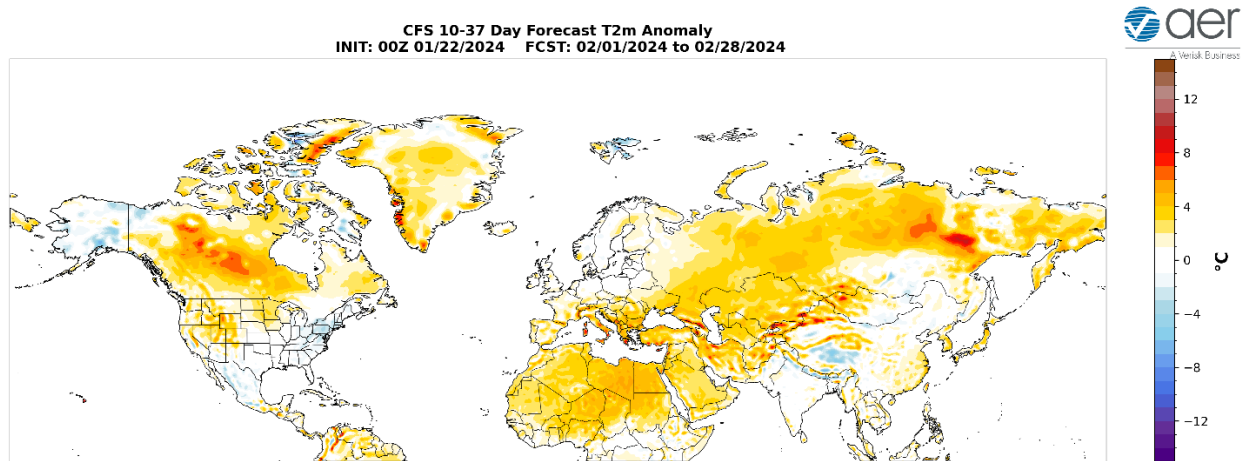 CFS 10-37 Day Forecast T2m Anomaly
INIT: 00Z 01/22/2024    FCST: 02/01/2024 to 02/28/2024
aer
A Verisk Business
12
8
4
0
−4
−8
−12
°C